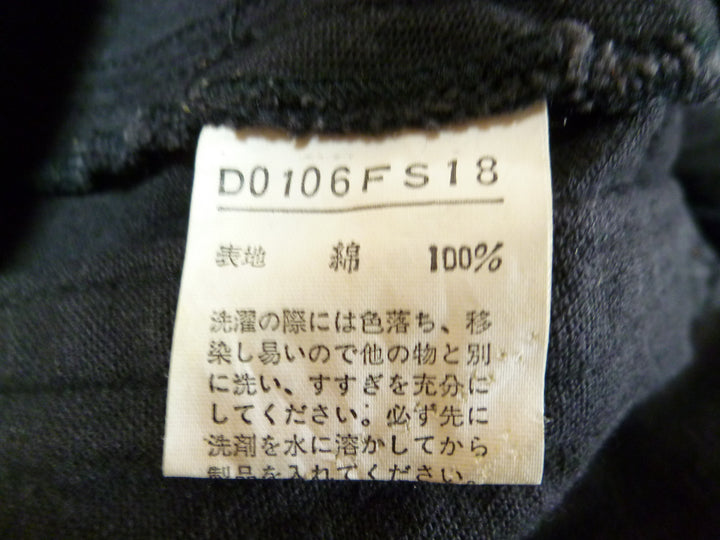 D0106FS18
表地 綿 100%
洗濯の際には色落ち、移
染し易いので他の物と別
に洗い、すすぎを充分に
してください。必ず先に
洗剤を水に溶かしてから
製品を入れてください。